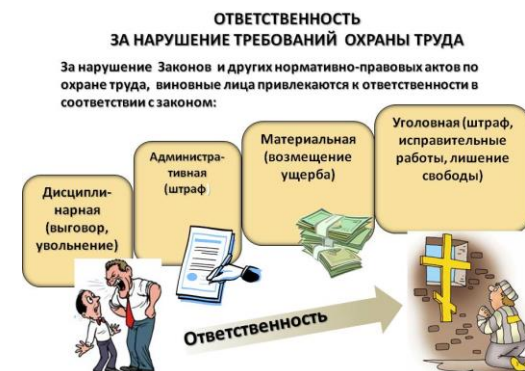 ОТВЕТСТВЕННОСТЬ
ЗА НАРУШЕНИЕ ТРЕБОВАНИЙ ОХРАНЫ ТРУДА
За нарушение Законов и других нормативно-правовых актов по
охране труда, виновные лица привлекаются к ответственности в
соответствии с законом:
Дисципли-
нарная
(выговор,
увольнение)
Администра-
тивная
(штраф
Материальная
(возмещение
ущерба)
Уголовная (штраф,
исправительные
работы, лишение
свободы)
Ответственность